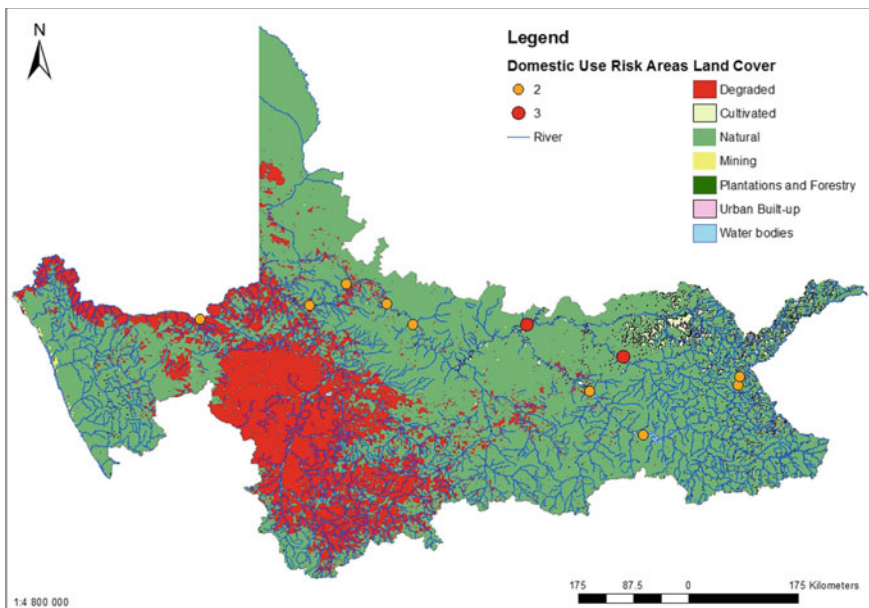 N
Legend
Domestic Use Risk Areas Land Cover
2
3
River
Degraded
Cultivated
Natural
Mining
Plantations and Forestry
Urban Built-up
Water bodies
1:4 800 000
175 87.5 0 175 Kilometers